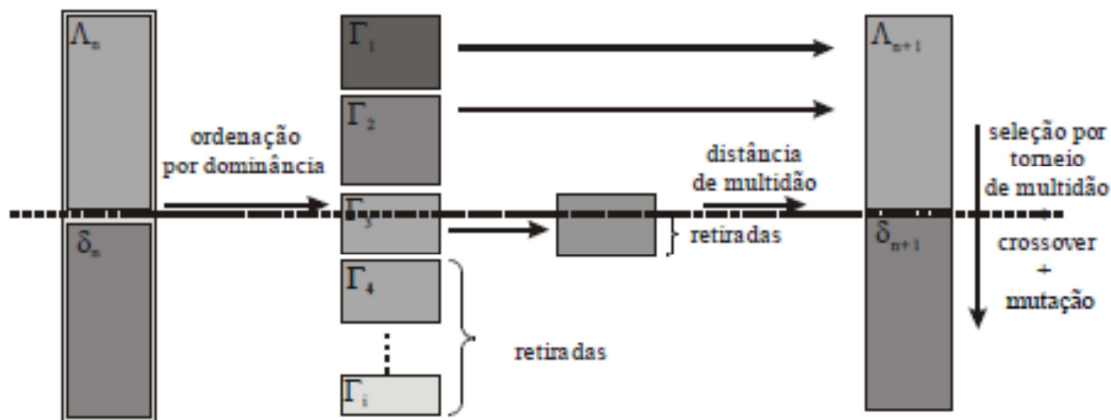 Λn
δn
ordenação
por dominância
Γ1
Γ2
Γ3
Γ4
Γi
retiradas
distância
de multidão
retiradas
Λn+1
δn+1
seleção por
torneio
de multidão
+
crossover
+
mutação